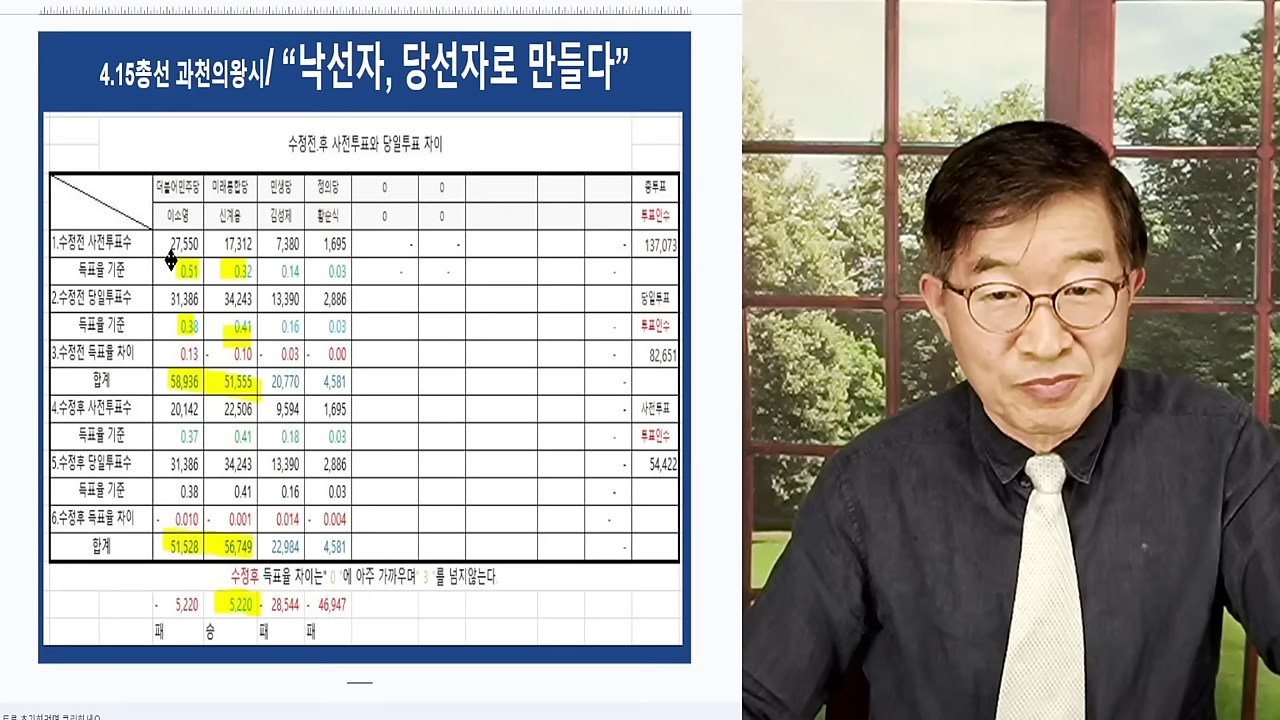 4.15총선 과천의왕시/ “낙선자, 당선자로 만들다”
수정전.후 사전투표와 당일투표 차이
더불어민주당 미래통합당 민생당 정의당 0 0 총투표
이소영 신계용 김성제 황순식 0 0 투표인수
1.수정전 사전투표수 27,550 17,312 7,380 1,695 - - - 137,073
득표율 기준 0.51 0.32 0.14 0.03 - - -
2.수정전 당일투표수 31,386 34,243 13,390 2,886 당일투표
득표율 기준 0.38 0.41 0.16 0.03 - 투표인수
3.수정전 득표율 차이 0.13 - 0.10 - 0.03 - 0.00 82,651
합계 58,936 51,555 20,770 4,581 -
4.수정후 사전투표수 20,142 22,506 9,594 1,695 - 사전투표
득표율 기준 0.37 0.41 0.18 0.03 - 투표인수
5.수정후 당일투표수 31,386 34,243 13,390 2,886 - 54,422
득표율 기준 0.38 0.41 0.16 0.03 -
6.수정후 득표율 차이 - 0.010 - 0.001 0.014 - 0.004 -
합계 51,528 56,749 22,984 4,581 -
수정후 득표율 차이는" 0 "에 아주 가까우며" 3 "를 넘지않는다.
- 5,220 5,220 - 28,544 - 46,947
패 승 패 패